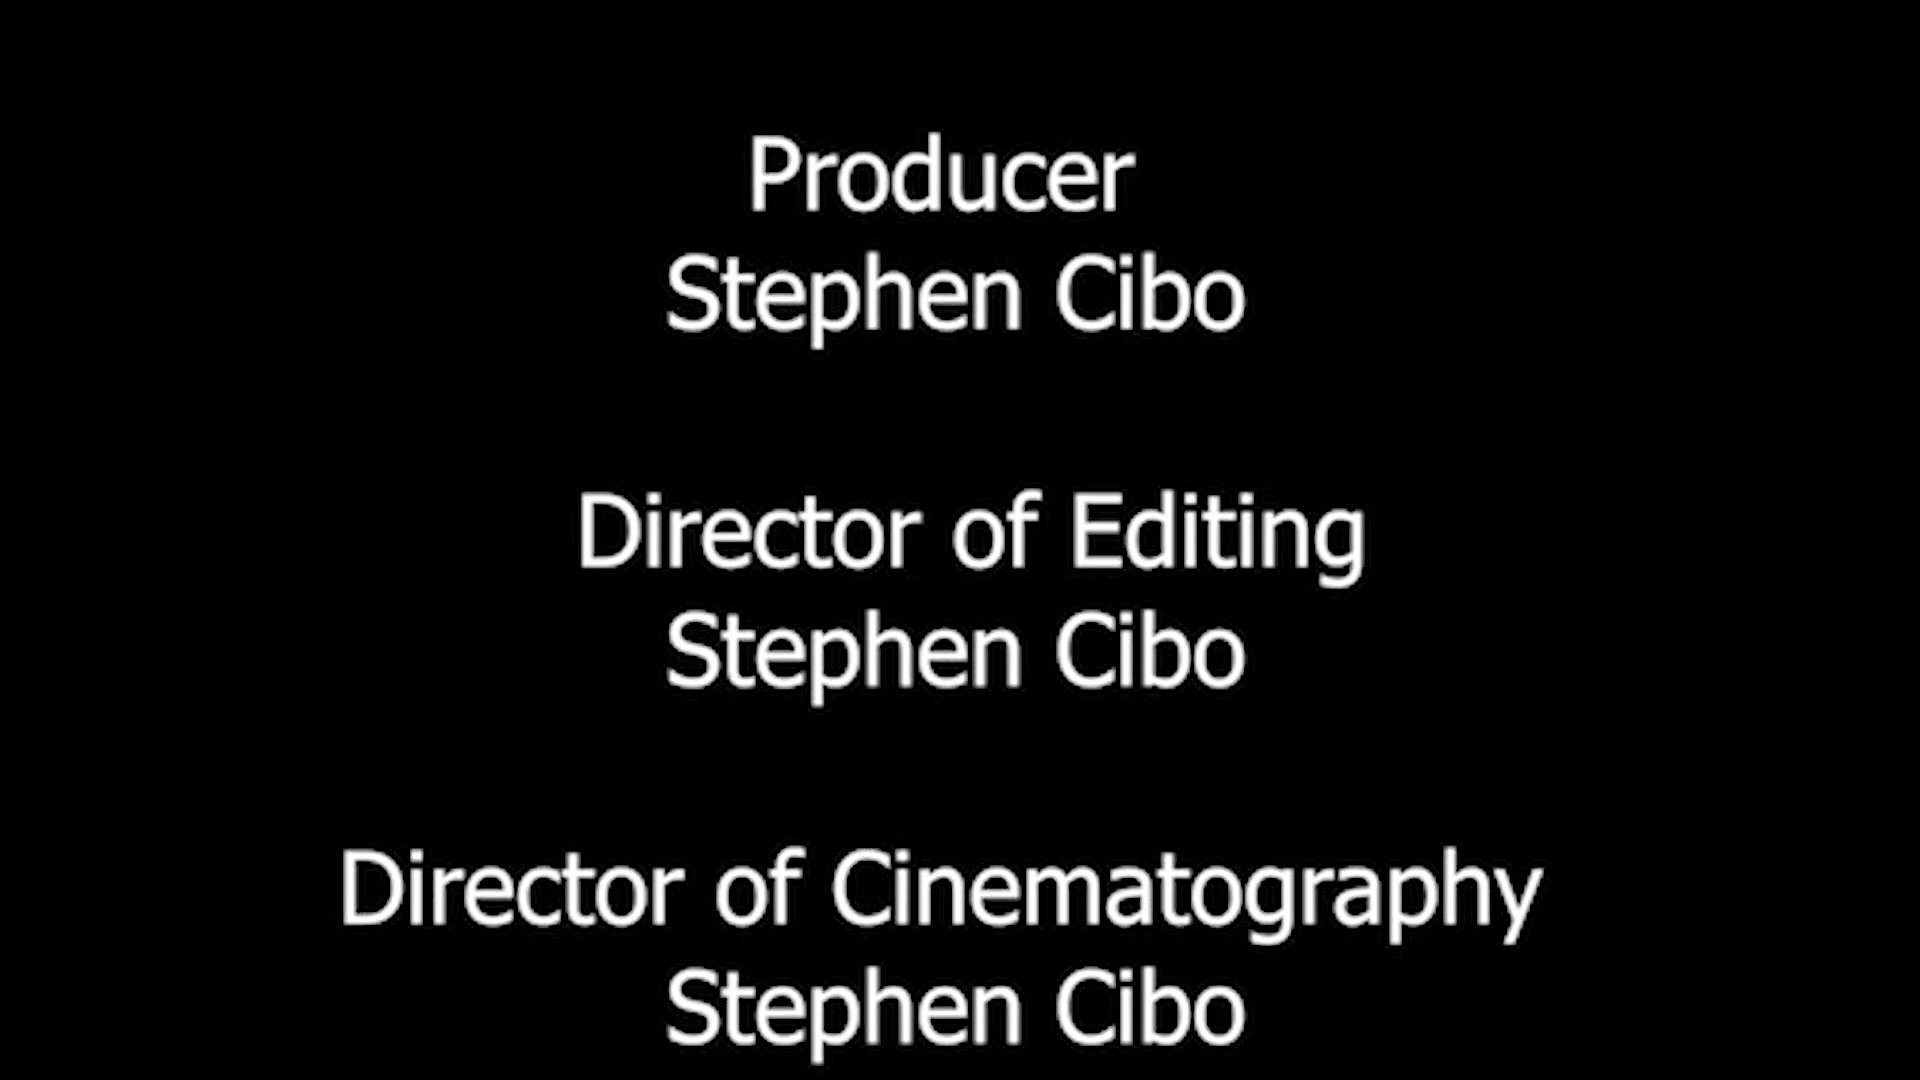 Producer
Stephen Cibo
Director of Editing
Stephen Cibo
Director of Cinematography
Stephen Cibo